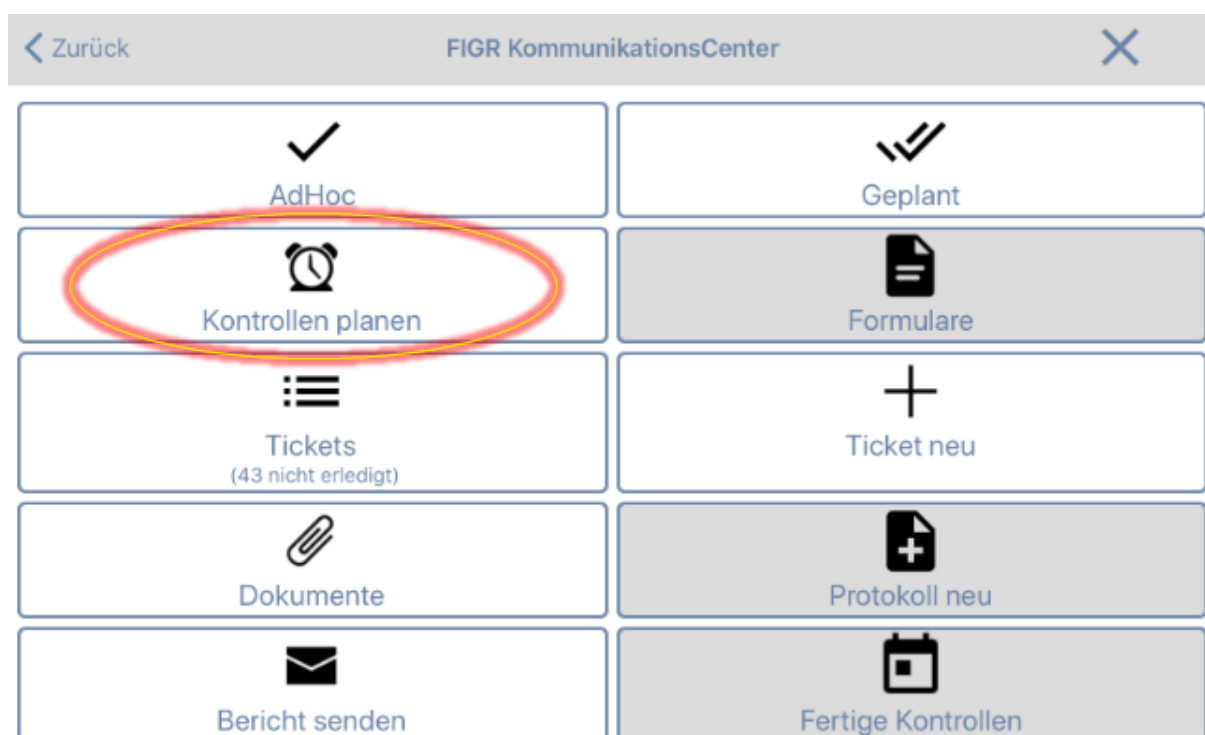 Zurück FIGR KommunikationsCenter
AdHoc Geplant
Kontrollen planen Formulare
Tickets Ticket neu
(43 nicht erledigt)
Dokumente Protokoll neu
Bericht senden Fertige Kontrollen